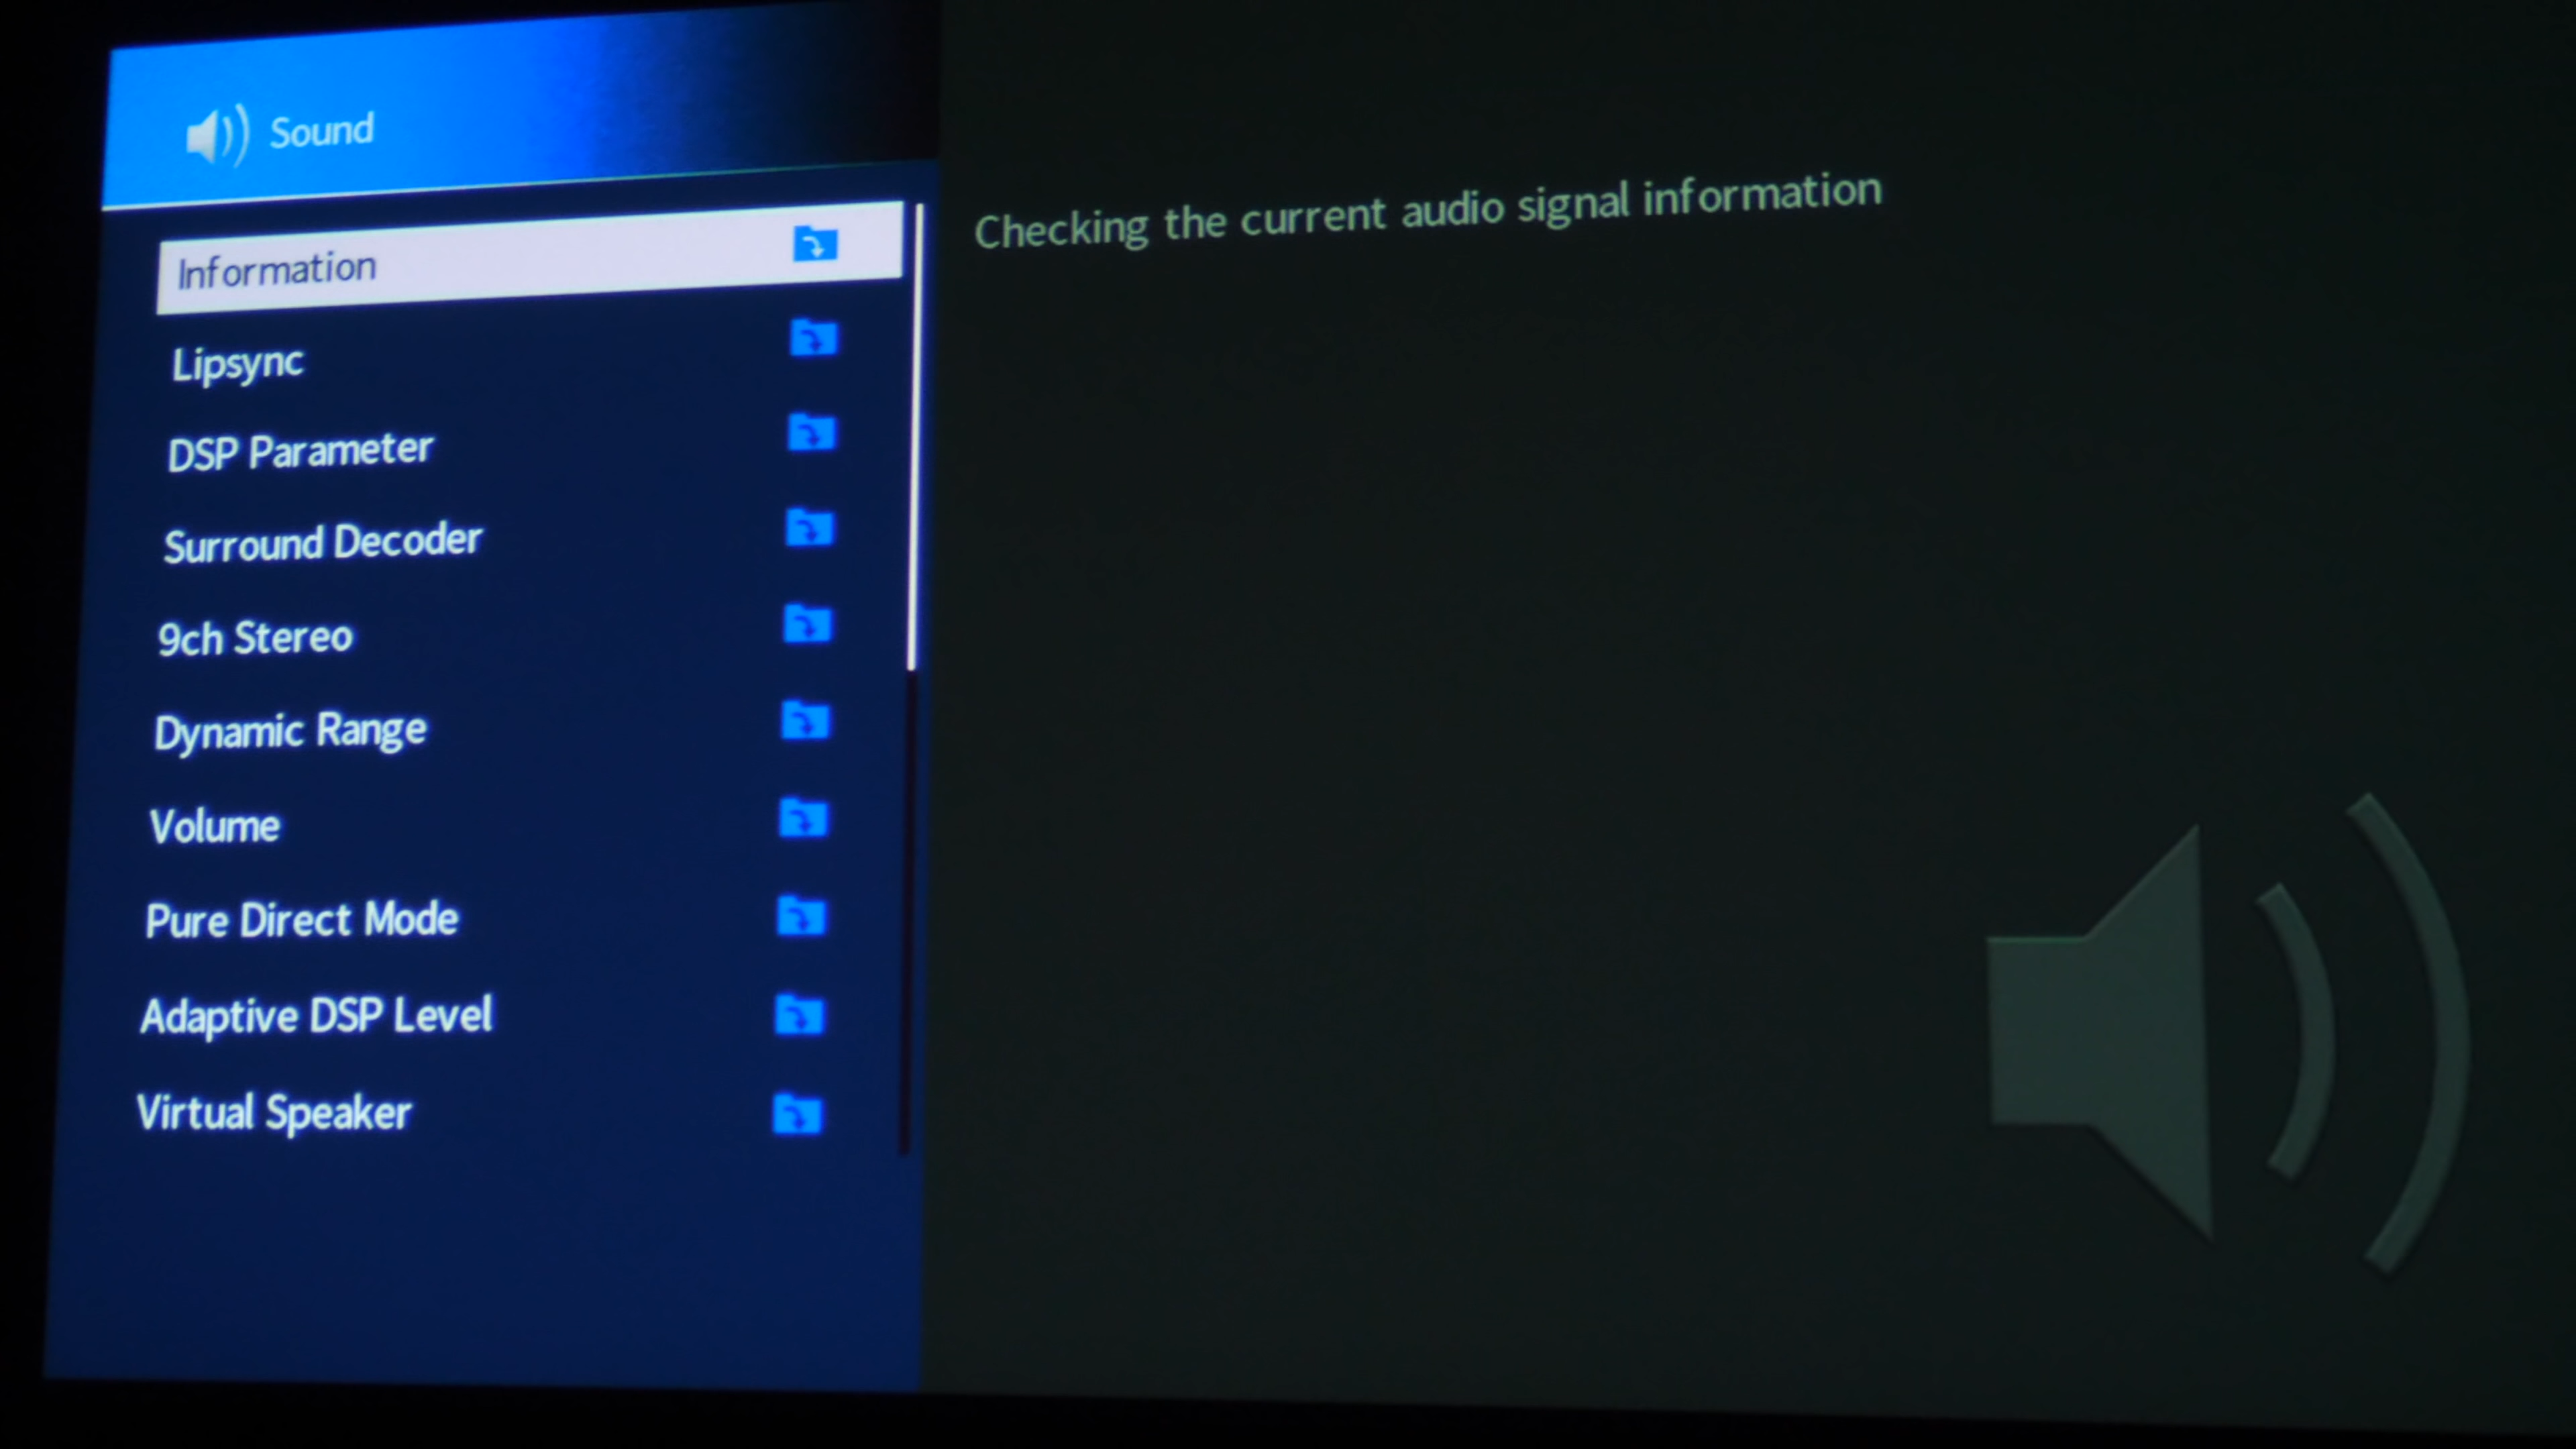 Sound
Information
Lipsync
DSP Parameter
Surround Decoder
9ch Stereo
Dynamic Range
Volume
Pure Direct Mode
Adaptive DSP Level
Virtual Speaker
Checking the current audio signal information